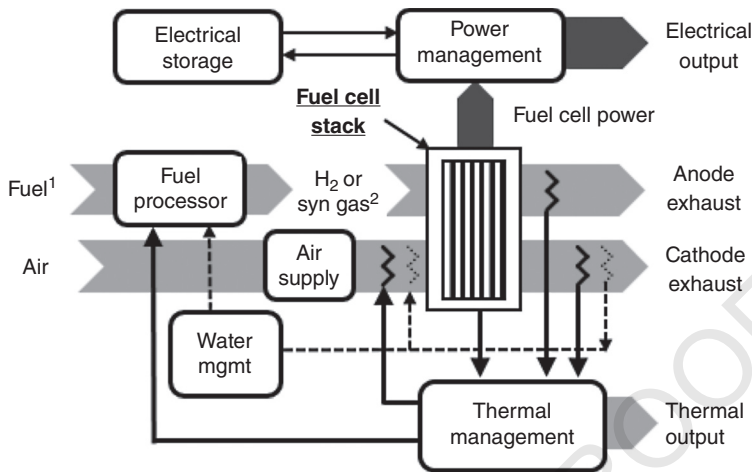 Electrical
storage
Power
management
Electrical
output
Fuel cell
stack
Fuel cell power
Fuel¹
Fuel
processor
H₂ or
syn gas²
Anode
exhaust
Air
Air
supply
Cathode
exhaust
Water
mgmt
Thermal
management
Thermal
output